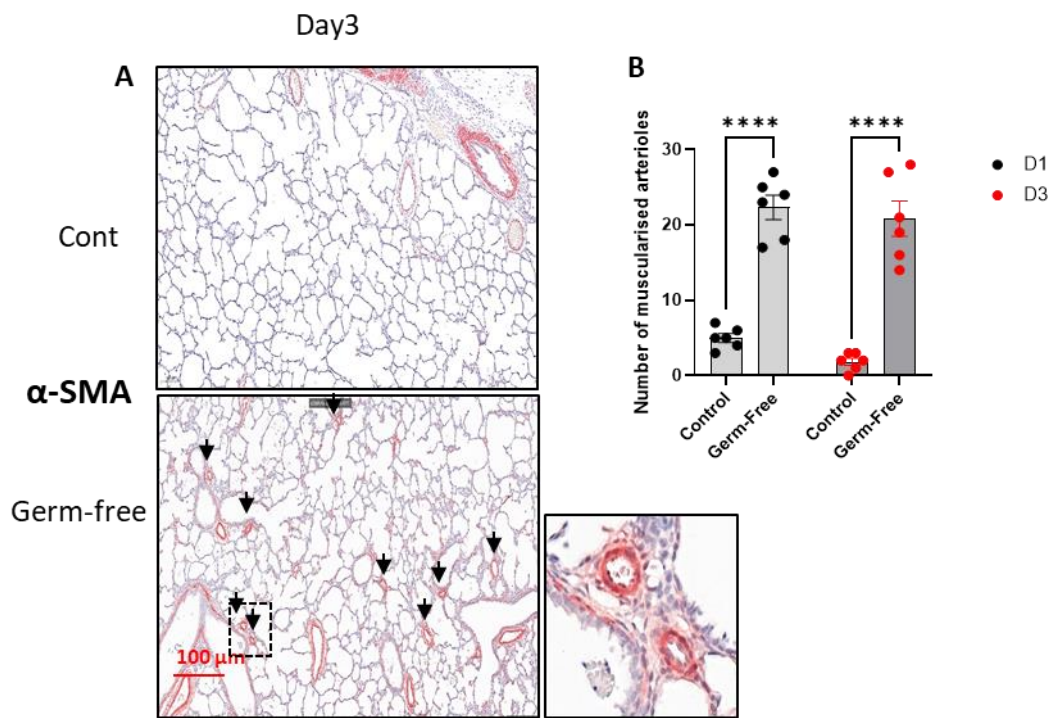 Day3
A
Cont
α-SMA
Germ-free
100 µm
B
****
****
Number of muscularised arterioles
30
20
10
0
Control
Germ-Free
Control
Germ-Free
D1
D3